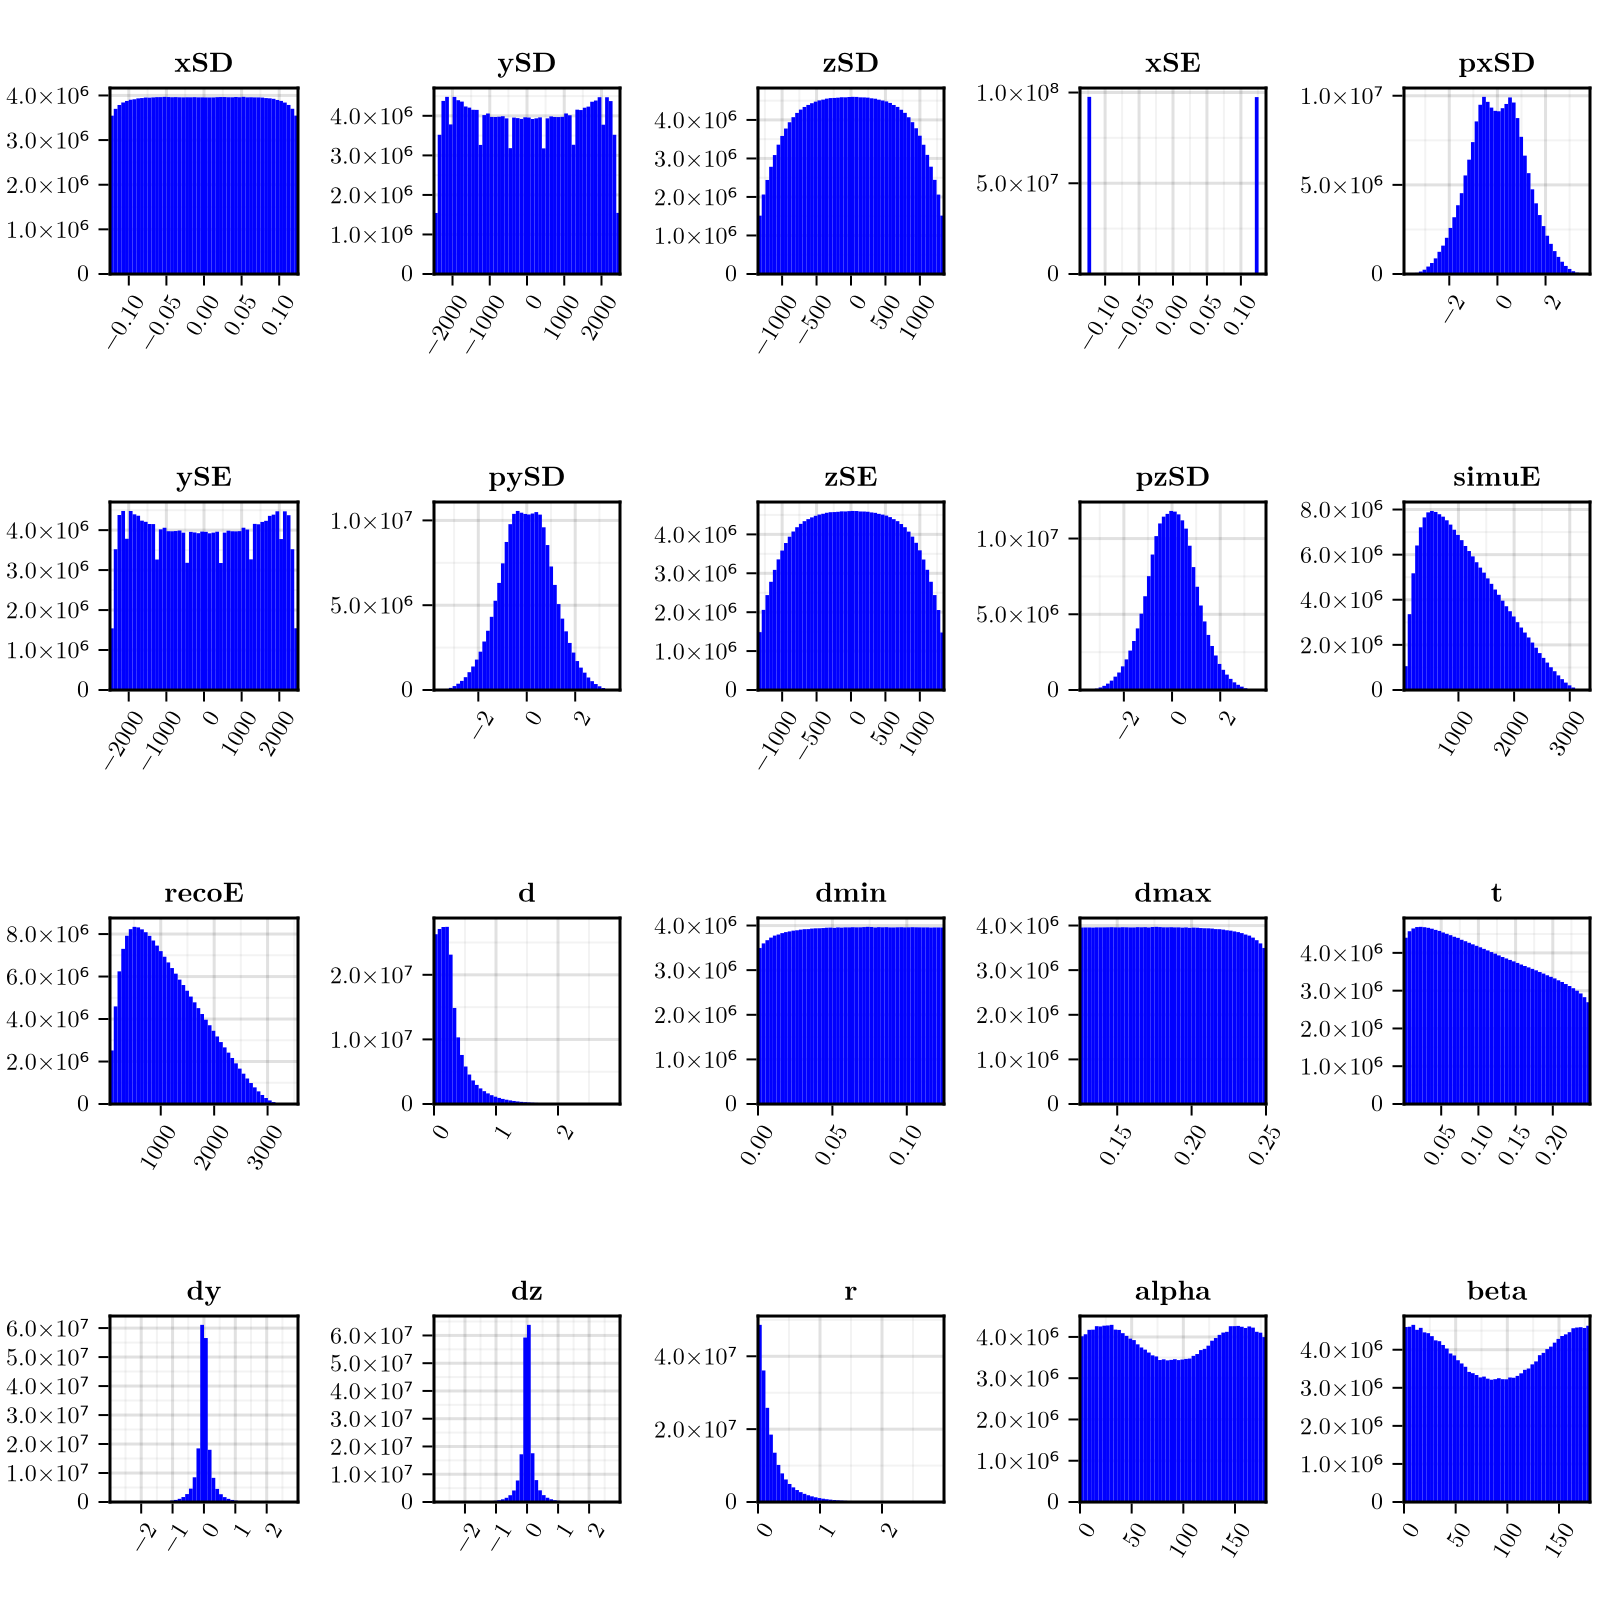 xSD ySD zSD xSE pxSD
4.0×10⁶ 3.0×10⁶ 2.0×10⁶ 1.0×10⁶ 0
−0.10 −0.05 0.00 0.05 0.10
4.0×10⁶ 3.0×10⁶ 2.0×10⁶ 1.0×10⁶ 0
−2000 −1000 0 1000 2000
4.0×10⁶ 3.0×10⁶ 2.0×10⁶ 1.0×10⁶ 0
−1000 −500 0 500 1000
1.0×10⁸ 5.0×10⁷ 0
−0.10 −0.05 0.00 0.05 0.10
1.0×10⁷ 5.0×10⁶ 0
−2 0 2
ySE pySD zSE pzSD simuE
4.0×10⁶ 3.0×10⁶ 2.0×10⁶ 1.0×10⁶ 0
−2000 −1000 0 1000 2000
1.0×10⁷ 5.0×10⁶ 0
−2 0 2
4.0×10⁶ 3.0×10⁶ 2.0×10⁶ 1.0×10⁶ 0
−1000 −500 0 500 1000
1.0×10⁷ 5.0×10⁶ 0
−2 0 2
8.0×10⁶ 6.0×10⁶ 4.0×10⁶ 2.0×10⁶ 0
1000 2000 3000
recoE d dmin dmax t
8.0×10⁶ 6.0×10⁶ 4.0×10⁶ 2.0×10⁶ 0
1000 2000 3000
2.0×10⁷ 1.0×10⁷ 0
0 1 2
4.0×10⁶ 3.0×10⁶ 2.0×10⁶ 1.0×10⁶ 0
0.00 0.05 0.10
4.0×10⁶ 3.0×10⁶ 2.0×10⁶ 1.0×10⁶ 0
0.15 0.20 0.25
4.0×10⁶ 3.0×10⁶ 2.0×10⁶ 1.0×10⁶ 0
0.05 0.10 0.15 0.20
dy dz r alpha beta
6.0×10⁷ 5.0×10⁷ 4.0×10⁷ 3.0×10⁷ 2.0×10⁷ 1.0×10⁷ 0
−2 −1 0 1 2
6.0×10⁷ 5.0×10⁷ 4.0×10⁷ 3.0×10⁷ 2.0×10⁷ 1.0×10⁷ 0
−2 −1 0 1 2
4.0×10⁷ 2.0×10⁷ 0
0 1 2
4.0×10⁶ 3.0×10⁶ 2.0×10⁶ 1.0×10⁶ 0
0 50 100 150
4.0×10⁶ 3.0×10⁶ 2.0×10⁶ 1.0×10⁶ 0
0 50 100 150